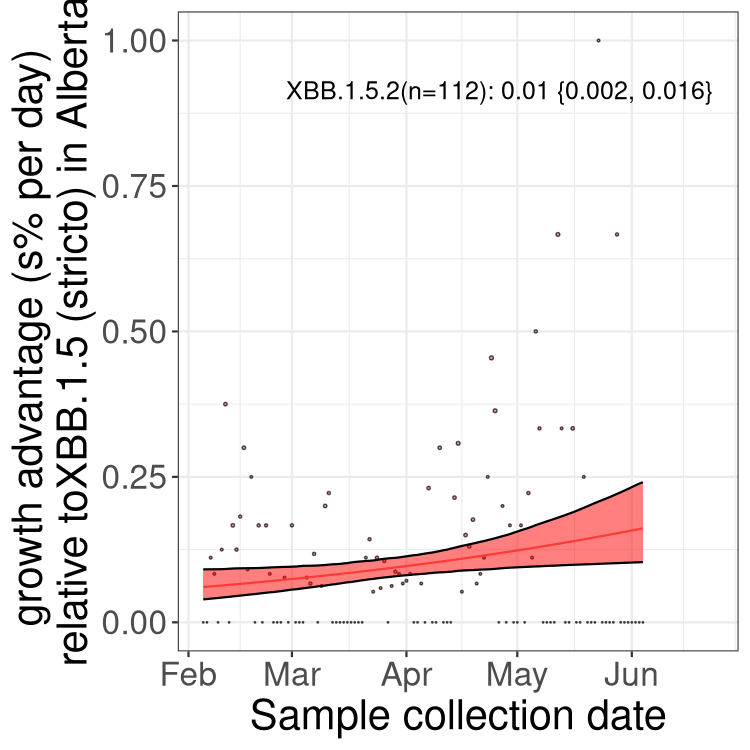 growth advantage (s% per day)
relative toXBB.1.5 (stricto) in Alberta
1.00
0.75
0.50
0.25
0.00
XBB.1.5.2(n=112): 0.01 {0.002, 0.016}
Feb Mar Apr May Jun
Sample collection date